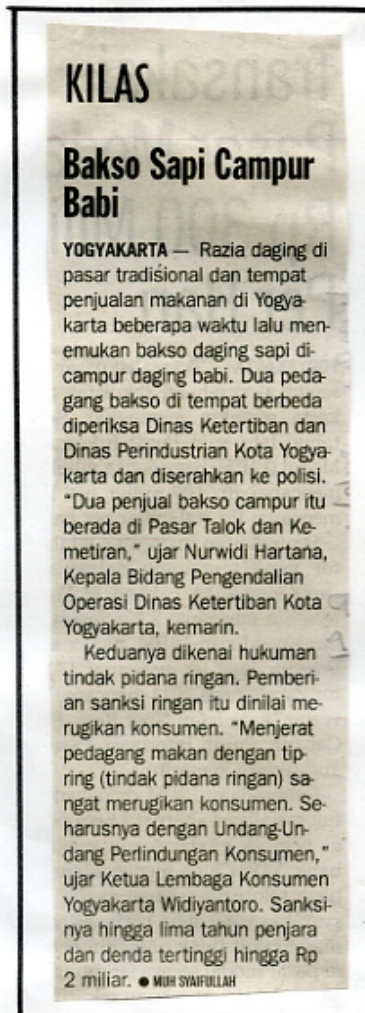 KILAS
Bakso Sapi Campur
Babi
YOGYAKARTA — Razia daging di
pasar tradisional dan tempat
penjualan makanan di Yogya-
karta beberapa waktu lalu men-
emukan bakso daging sapi di-
campur daging babi. Dua peda-
gang bakso di tempat berbeda
diperiksa Dinas Ketertiban dan
Dinas Perindustrian Kota Yogya-
karta dan diserahkan ke polisi.
“Dua penjual bakso campur itu
berada di Pasar Talok dan Ke-
metiran,” ujar Nurwidi Hartana,
Kepala Bidang Pengendalian
Operasi Dinas Ketertiban Kota
Yogyakarta, kemarin.
Keduanya dikenai hukuman
tindak pidana ringan. Pemberi-
an sanksi ringan itu dinilai me-
rugikan konsumen. “Menjerat
pedagang makan dengan tip-
ring (tindak pidana ringan) sa-
ngat merugikan konsumen. Se-
harusnya dengan Undang-Un-
dang Perlindungan Konsumen,”
ujar Ketua Lembaga Konsumen
Yogyakarta Widiyantoro. Sanksi-
nya hingga lima tahun penjara
dan denda tertinggi hingga Rp
2 miliar. ● MUH SYAIFULLAH